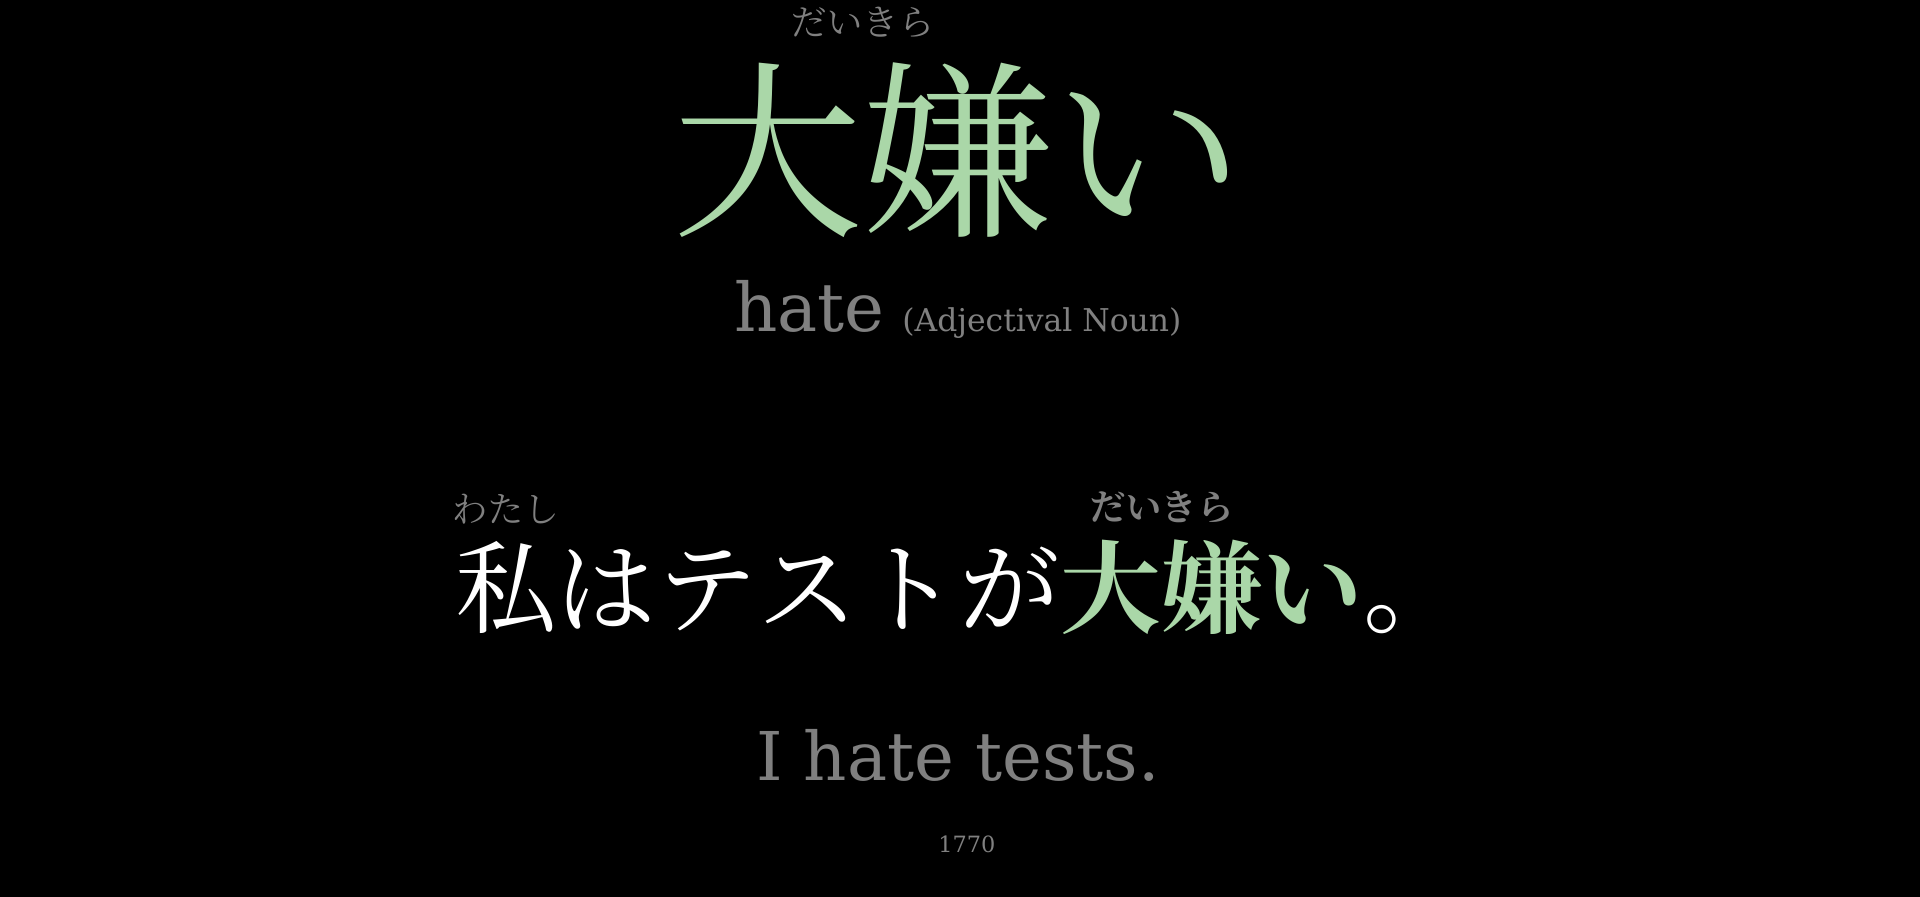 だいきら
大嫌い
hate (Adjectival Noun)
わたし だいきら
私はテストが大嫌い。
I hate tests.
1770